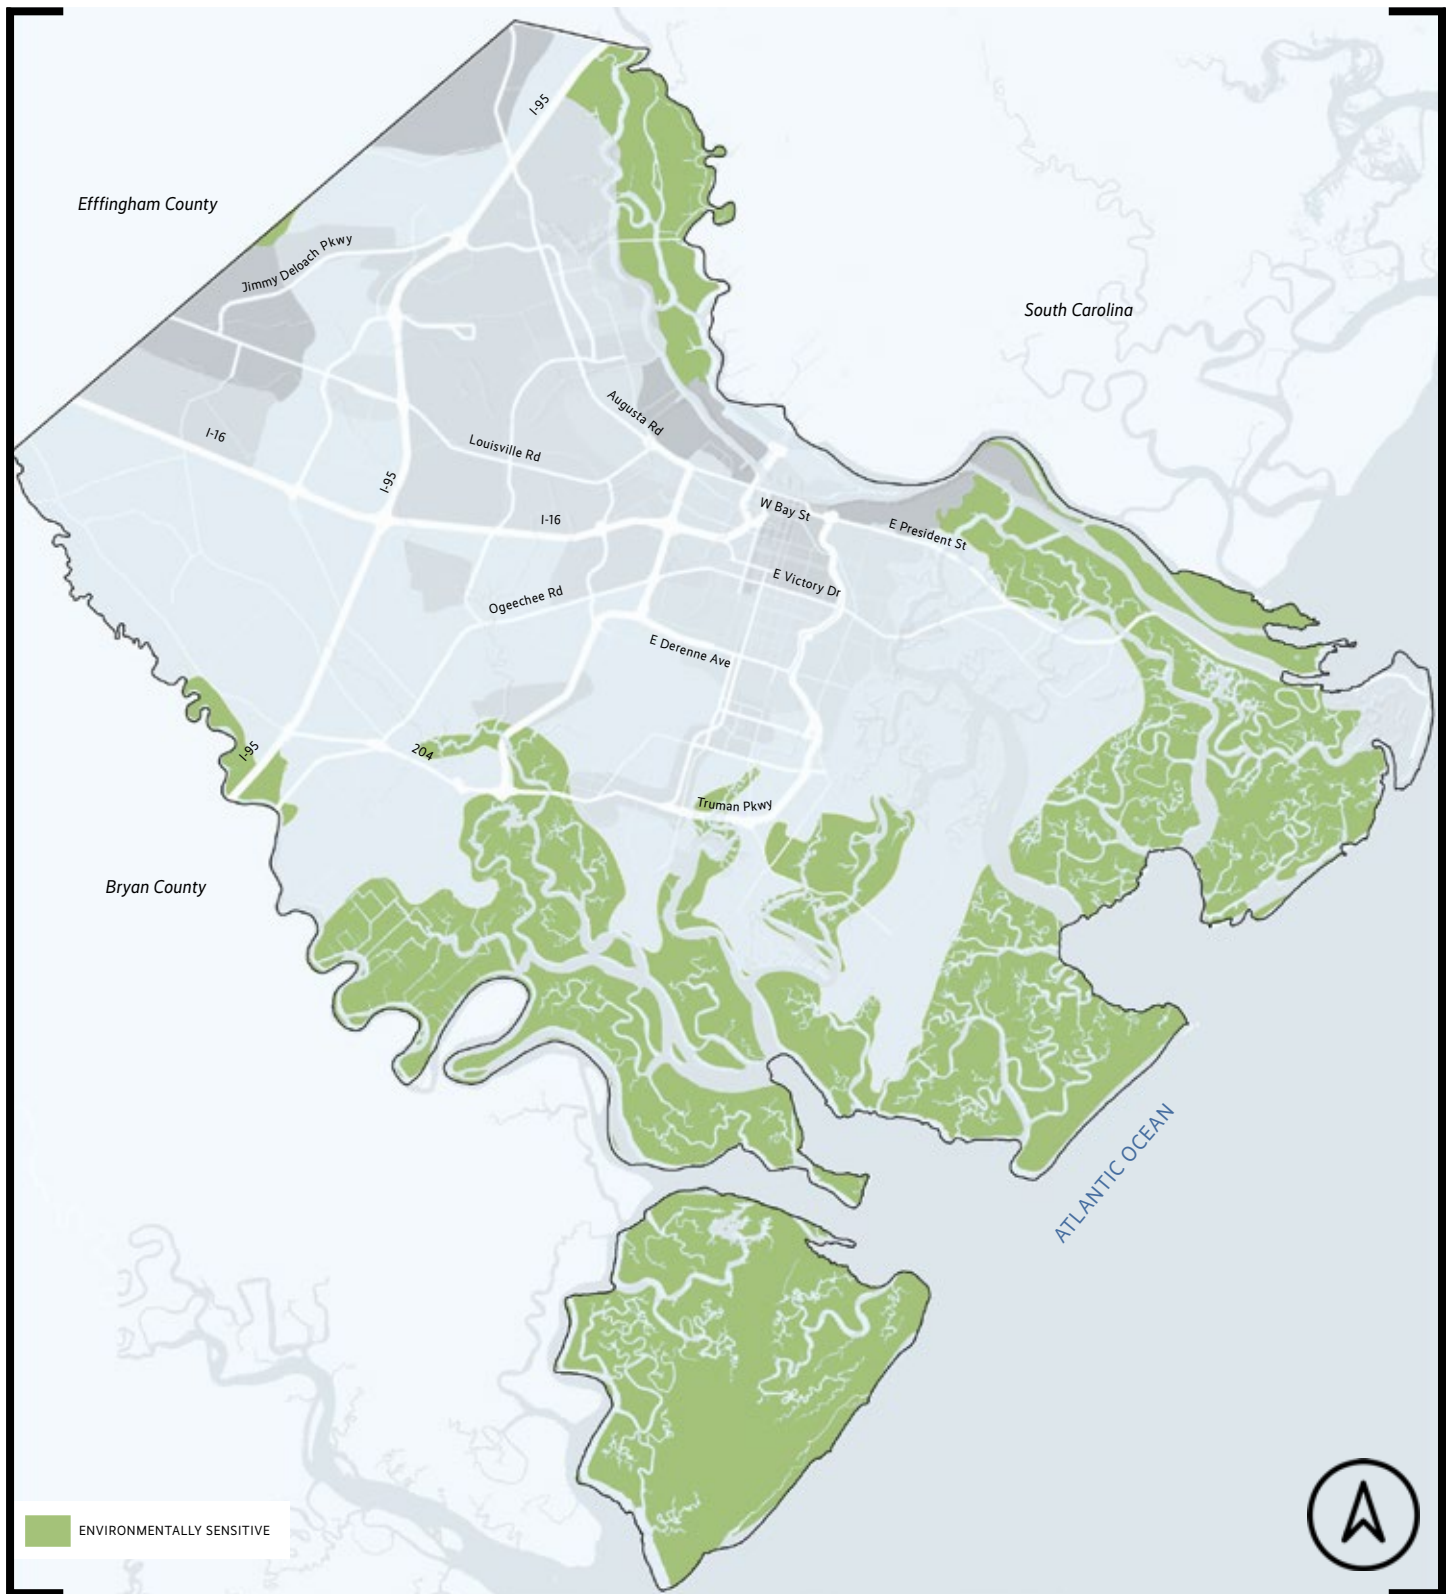 I-95
Efffingham County
Jimmy Deloach Pkwy
South Carolina
Augusta Rd
I-16
Louisville Rd
I-95
W Bay St
I-16
E President St
E Victory Dr
Ogeechee Rd
E Derenne Ave
I-95
204
Truman Pkwy
Bryan County
ATLANTIC OCEAN
ENVIRONMENTALLY SENSITIVE